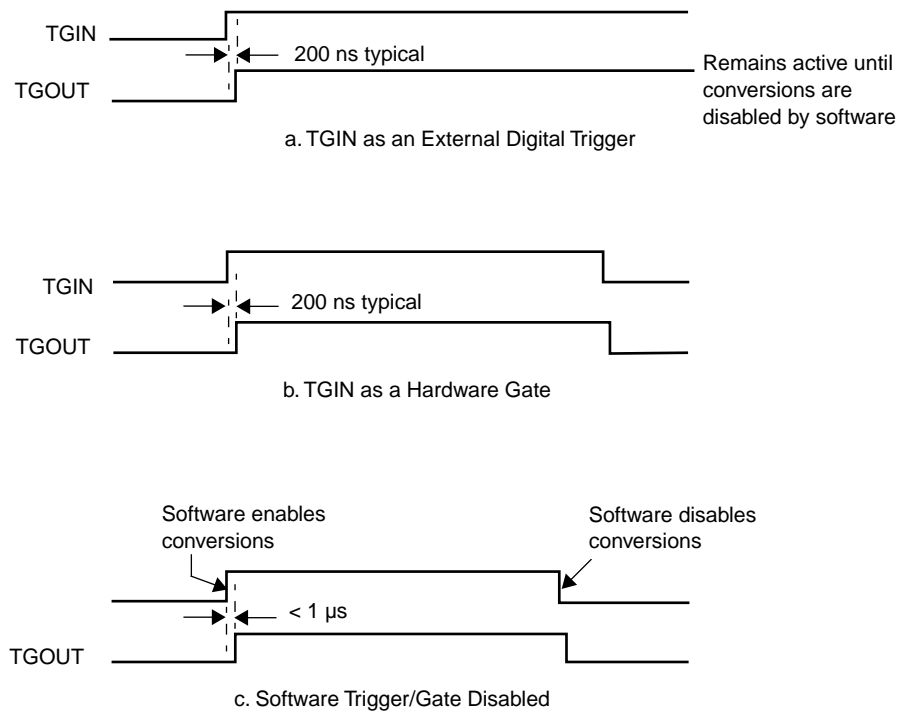 TGIN
200 ns typical
TGOUT
Remains active until
conversions are
disabled by software
a. TGIN as an External Digital Trigger
TGIN
200 ns typical
TGOUT
b. TGIN as a Hardware Gate
Software enables
conversions
Software disables
conversions
< 1 µs
TGOUT
c. Software Trigger/Gate Disabled